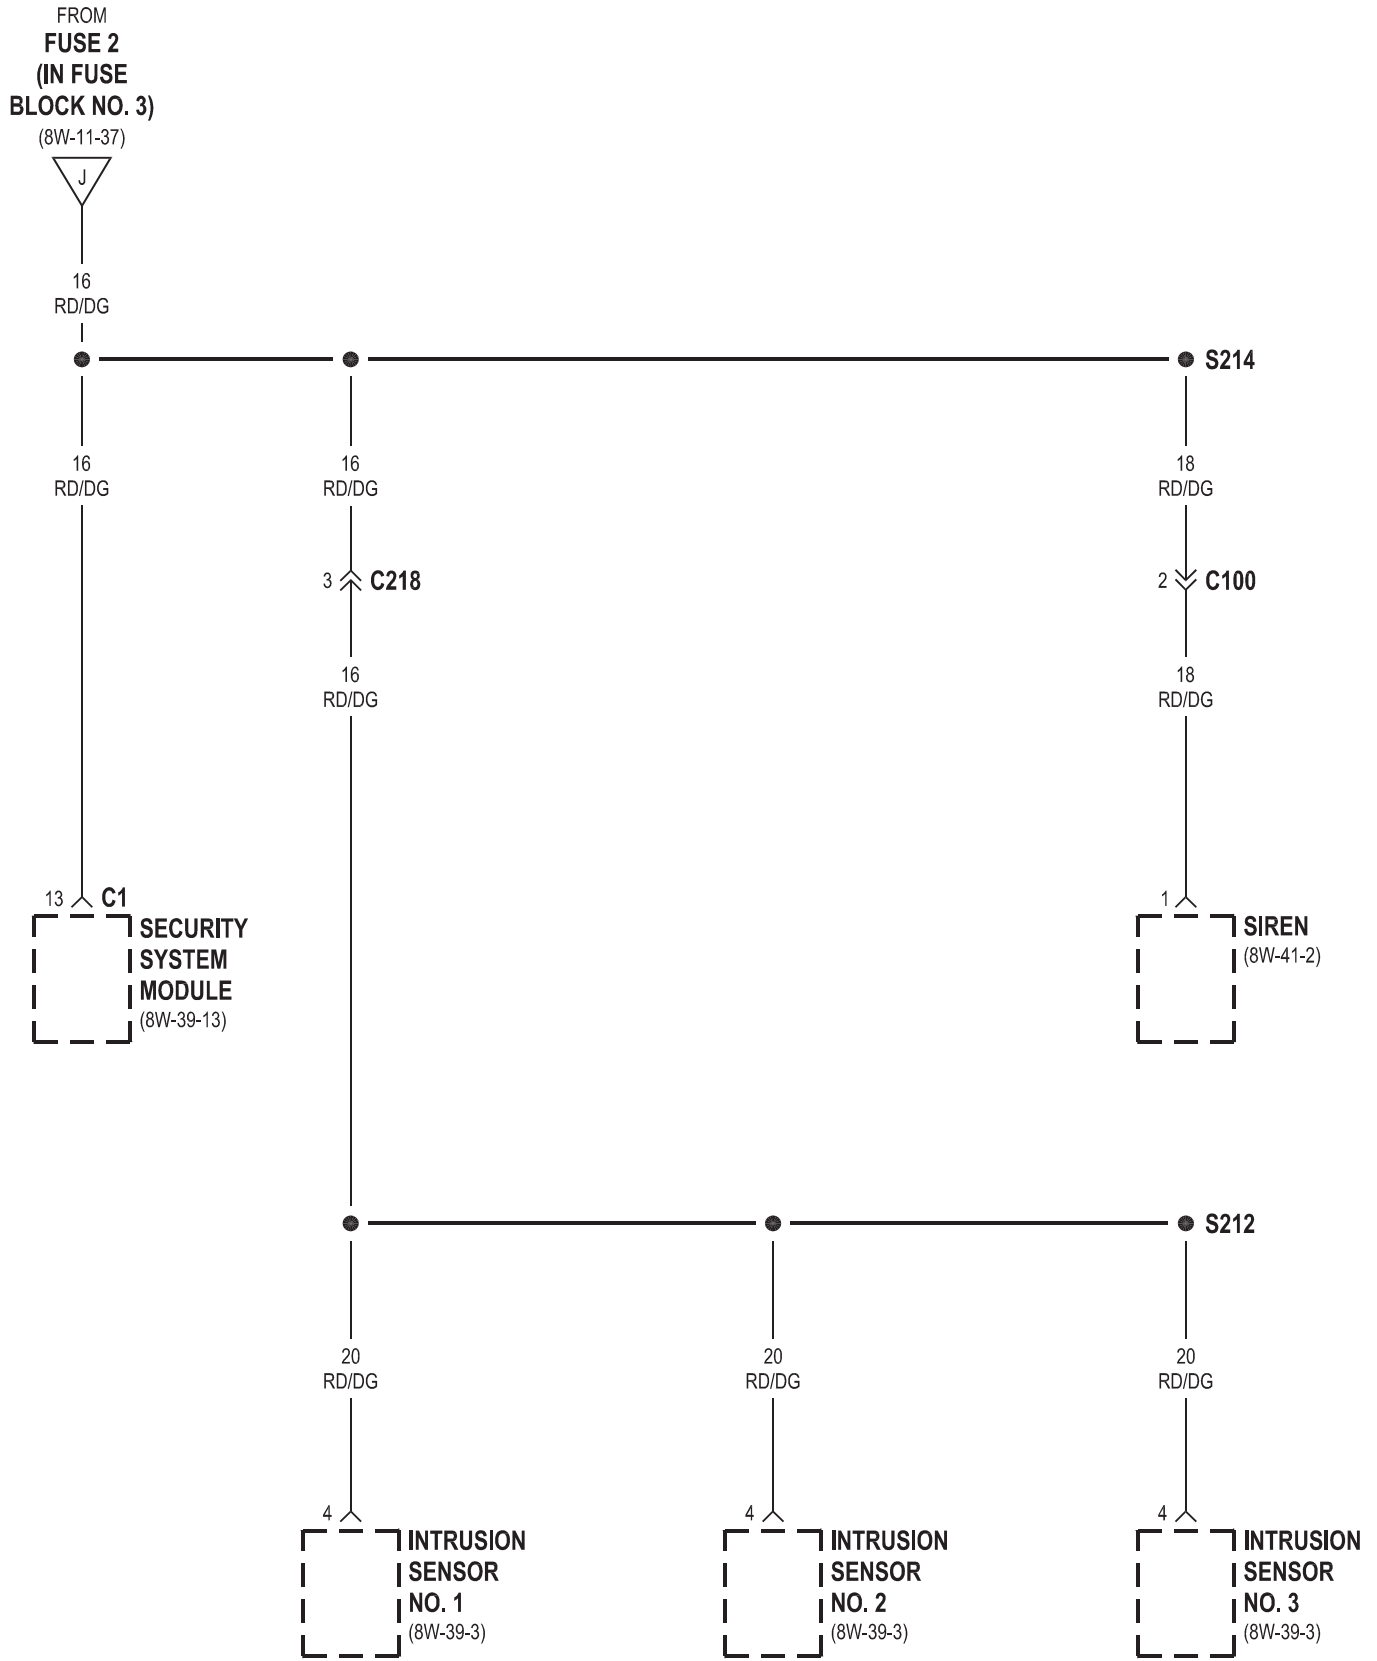 FROM
FUSE 2
(IN FUSE
BLOCK NO. 3)
(8W-11-37)
J
16
RD/DG
S214
16
RD/DG
16
RD/DG
18
RD/DG
3 C218
2 C100
16
RD/DG
18
RD/DG
13 C1
SECURITY
SYSTEM
MODULE
(8W-39-13)
1
SIREN
(8W-41-2)
S212
20
RD/DG
20
RD/DG
20
RD/DG
4
INTRUSION
SENSOR
NO. 1
(8W-39-3)
4
INTRUSION
SENSOR
NO. 2
(8W-39-3)
4
INTRUSION
SENSOR
NO. 3
(8W-39-3)